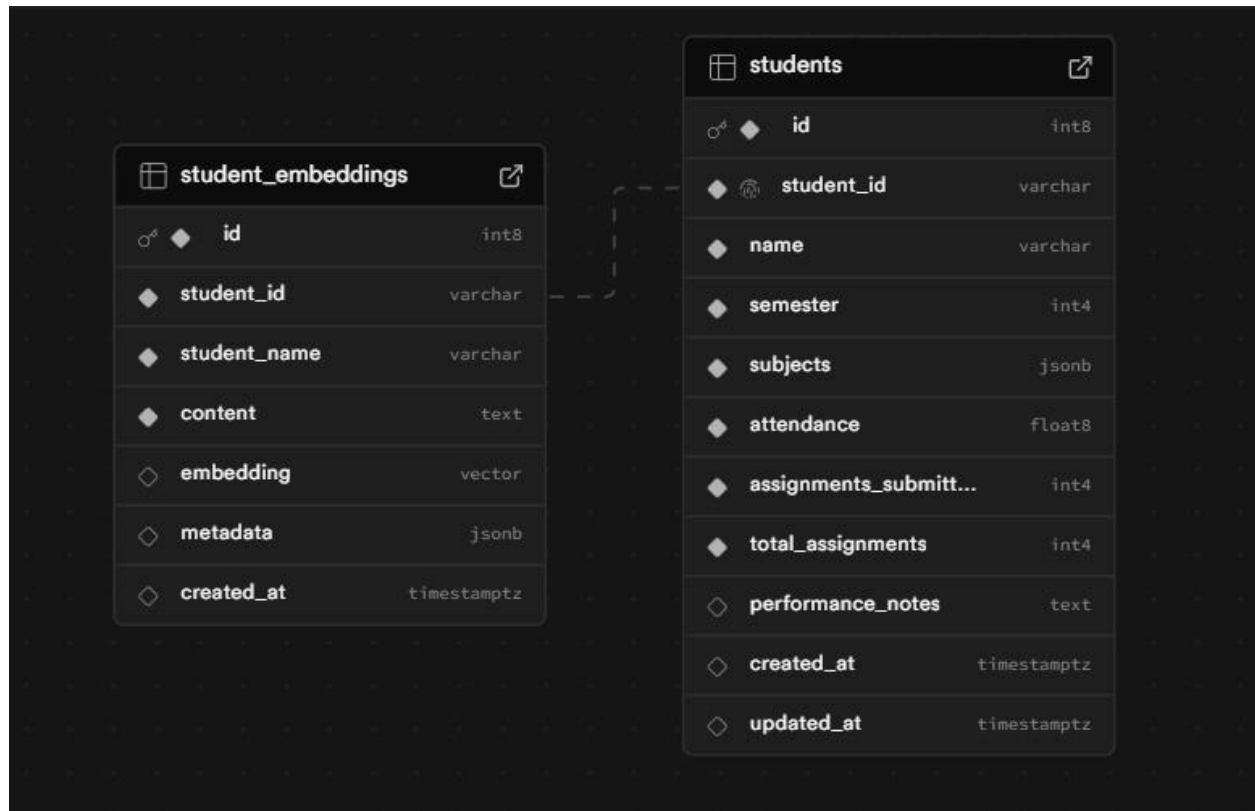 student_embeddings
id int8
student_id varchar
student_name varchar
content text
embedding vector
metadata jsonb
created_at timestamptz
students
id int8
student_id varchar
name varchar
semester int4
subjects jsonb
attendance float8
assignments_submitt... int4
total_assignments int4
performance_notes text
created_at timestamptz
updated_at timestamptz